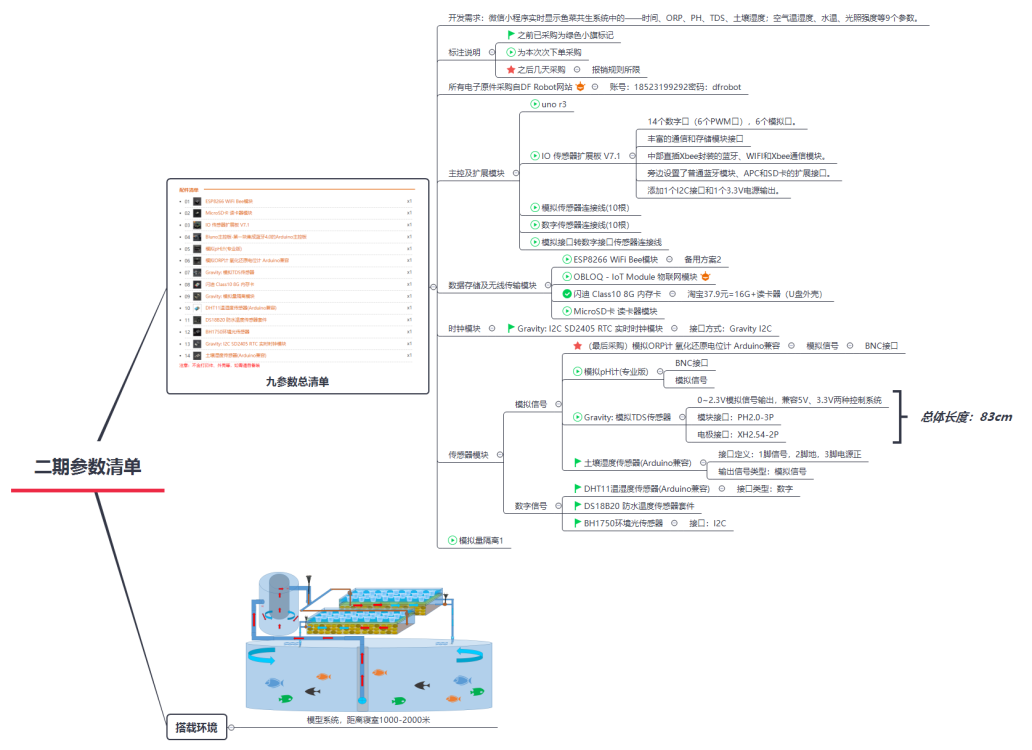 二期参数清单
配件清单
01 ESP8266 WiFi Bee模块 x1
02 MicroSD卡 读卡器模块 x1
03 IO 传感器扩展板 V7.1 x1
04 x1
05 模拟pH计(专业版) x1
06 模拟ORP计 氧化还原电位计 Arduino兼容 x1
07 Gravity: 模拟TDS传感器 x1
08 闪迪 Class10 8G 内存卡 x1
09 Gravity: 模拟量隔离模块 x1
10 DHT11温湿度传感器(Arduino兼容) x1
11 DS18B20 防水温度传感器套件 x1
12 BH1750环境光传感器 x1
13 Gravity: I2C SD2405 RTC 实时时钟模块 x1
14 土壤湿度传感器(Arduino兼容) x1
九参数总清单
开发需求：微信小程序实时显示鱼菜共生系统中的——时间、ORP、PH、TDS、土壤湿度；空气温湿度、水温、光照强度等9个参数。
标注说明
之前已采购为绿色小旗标记
为本次次下单采购
之后几天采购 报销规则所限
所有电子原件采购自DF Robot网站 账号：18523199292密码：dfrobot
主控及扩展模块
uno r3
IO 传感器扩展板 V7.1
14个数字口（6个PWM口）、6个模拟口。
丰富的通信和存储模块接口
中部直插Xbee封装的蓝牙、WIFI和Xbee通信模块。
旁边设置了普通蓝牙模块、APC和SD卡的扩展接口。
添加1个I2C接口和1个3.3V电源输出。
模拟传感器连接线(10根)
数字传感器连接线(10根）
模拟接口转数字接口传感器连接线
数据存储及无线传输模块
ESP8266 WiFi Bee模块 备用方案2
OBLOQ - IoT Module 物联网模块
闪迪 Class10 8G 内存卡 淘宝37.9元=16G+读卡器（U盘外壳）
MicroSD卡 读卡器模块
时钟模块 Gravity: I2C SD2405 RTC 实时时钟模块 接口方式：Gravity I2C
传感器模块
模拟信号
（最后采购）模拟ORP计 氧化还原电位计 Arduino兼容 模拟信号 BNC接口
模拟pH计(专业版)
BNC接口
模拟信号
Gravity: 模拟TDS传感器
0~2.3V模拟信号输出，兼容5V、3.3V两种控制系统
模块接口：PH2.0-3P
电极接口：XH2.54-2P
总体长度：83cm
土壤湿度传感器(Arduino兼容)
接口定义：1脚信号，2脚地，3脚电源正
输出信号类型：模拟信号
数字信号
DHT11温湿度传感器(Arduino兼容) 接口类型：数字
DS18B20 防水温度传感器套件
BH1750环境光传感器 接口：I2C
模拟量隔离1
搭载环境
模型系统，距离寝室1000-2000米